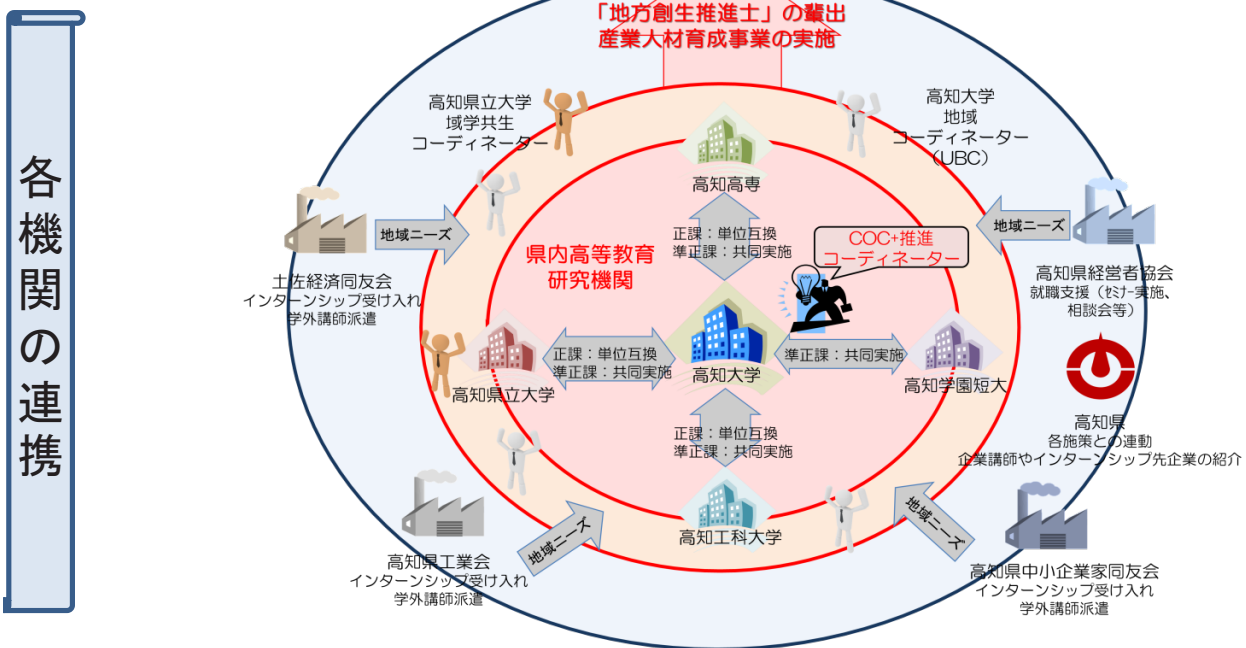 各機関の連携
「地方創生推進士」の輩出
産業人材育成事業の実施
高知県立大学
域学共生
コーディネーター
高知大学
地域
コーディネーター
（UBC）
高知高専
地域ニーズ
地域ニーズ
正課：単位互換
準正課：共同実施
COC+推進
コーディネーター
県内高等教育
研究機関
土佐経済同友会
インターンシップ受け入れ
学外講師派遣
高知県経営者協会
就職支援（ｾﾐﾅｰ実施、
相談会等）
正課：単位互換
準正課：共同実施
準正課：共同実施
高知県立大学
高知大学
高知学園短大
高知県
各施策との連動
企業講師やインターンシップ先企業の紹介
正課：単位互換
準正課：共同実施
高知工科大学
地域ニーズ
地域ニーズ
高知県工業会
インターンシップ受け入れ
学外講師派遣
高知県中小企業家同友会
インターンシップ受け入れ
学外講師派遣